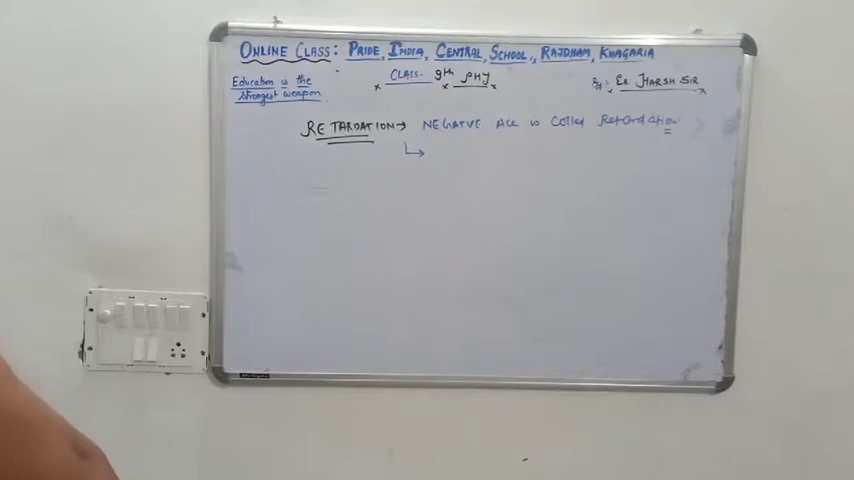 ONLINE CLASS: PRIDE, INDIA, CENTRAL, SCHOOL, RAJDHAM, KHAGARIA
Education is the strongest weapon
CLASS- 9th PHY
By: ER HARSH SIR
RETARDATION → NEGATVE ACC is Called Retardation